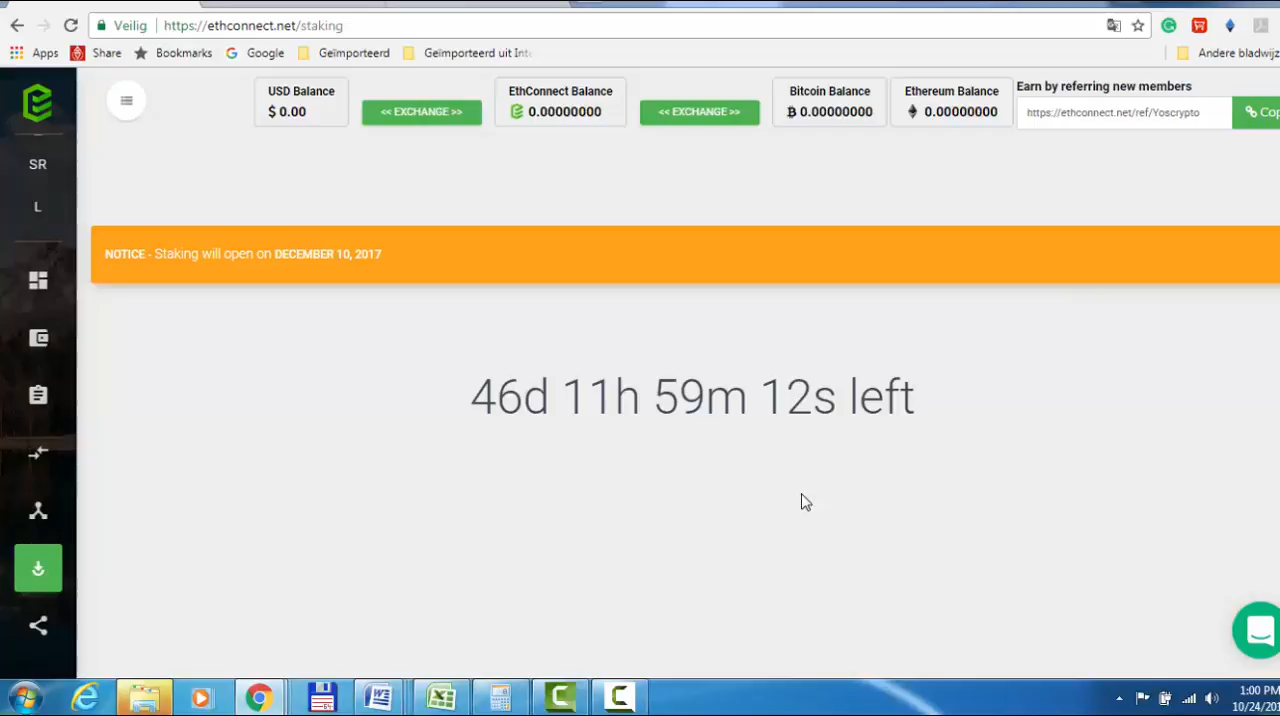 Veilig https://ethconnect.net/staking
Apps Share Bookmarks Google Geïmporteerd Geïmporteerd uit Int Andere bladwij
USD Balance
$ 0.00
<< EXCHANGE >>
EthConnect Balance
0.00000000
<< EXCHANGE >>
Bitcoin Balance
0.00000000
Ethereum Balance
0.00000000
Earn by referring new members
https://ethconnect.net/ref/Yoscrypto
Cop
SR
L
NOTICE - Staking will open on DECEMBER 10, 2017
46d 11h 59m 12s left
1:00 PM
10/24/201